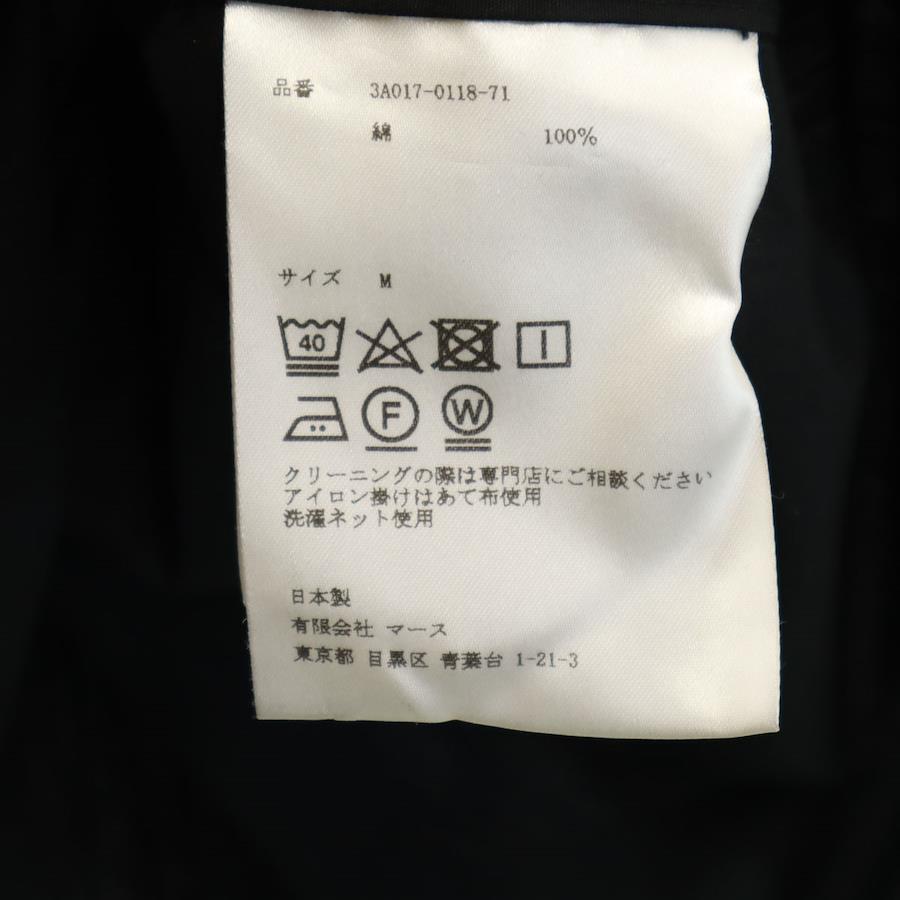 品番 3A017-0118-71
綿 100%
サイズ M
40
F W
クリーニングの際は専門店にご相談ください
アイロン掛けはあて布使用
洗濯ネット使用
日本製
有限会社 マース
東京都 目黒区 青葉台 1-21-3